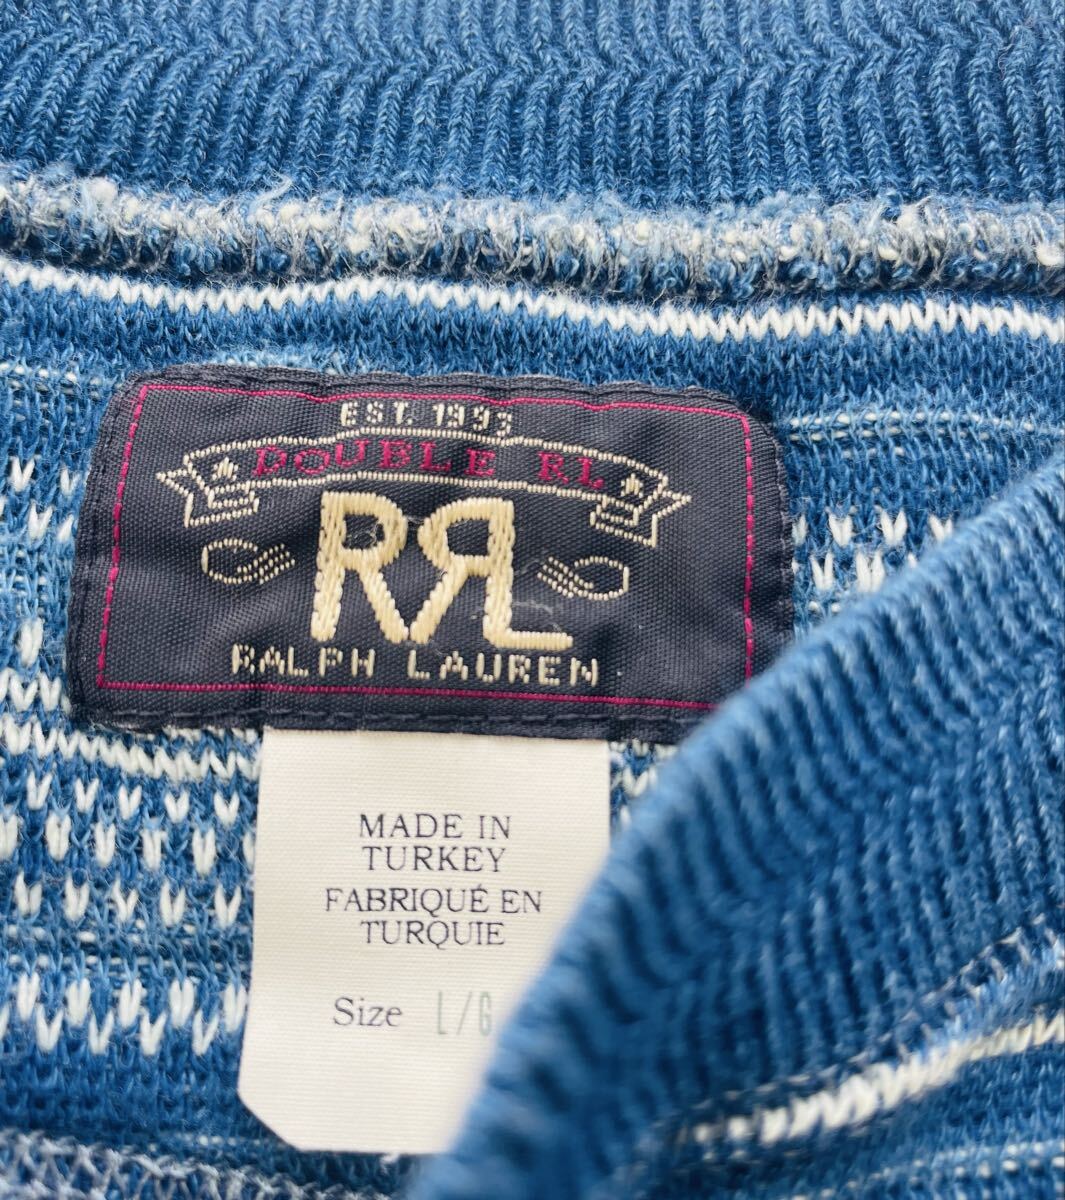 EST. 1993
DOUBLE RL
RRL
RALPH LAUREN
MADE IN
TURKEY
FABRIQUÉ EN
TURQUIE
Size L/G